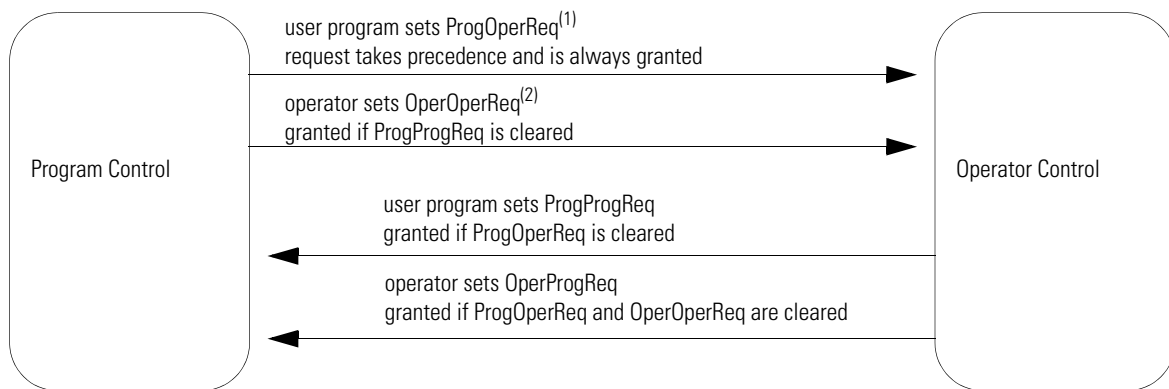 user program sets ProgOperReq(1)
request takes precedence and is always granted
operator sets OperOperReq(2)
granted if ProgProgReq is cleared
Program Control
Operator Control
user program sets ProgProgReq
granted if ProgOperReq is cleared
operator sets OperProgReq
granted if ProgOperReq and OperOperReq are cleared